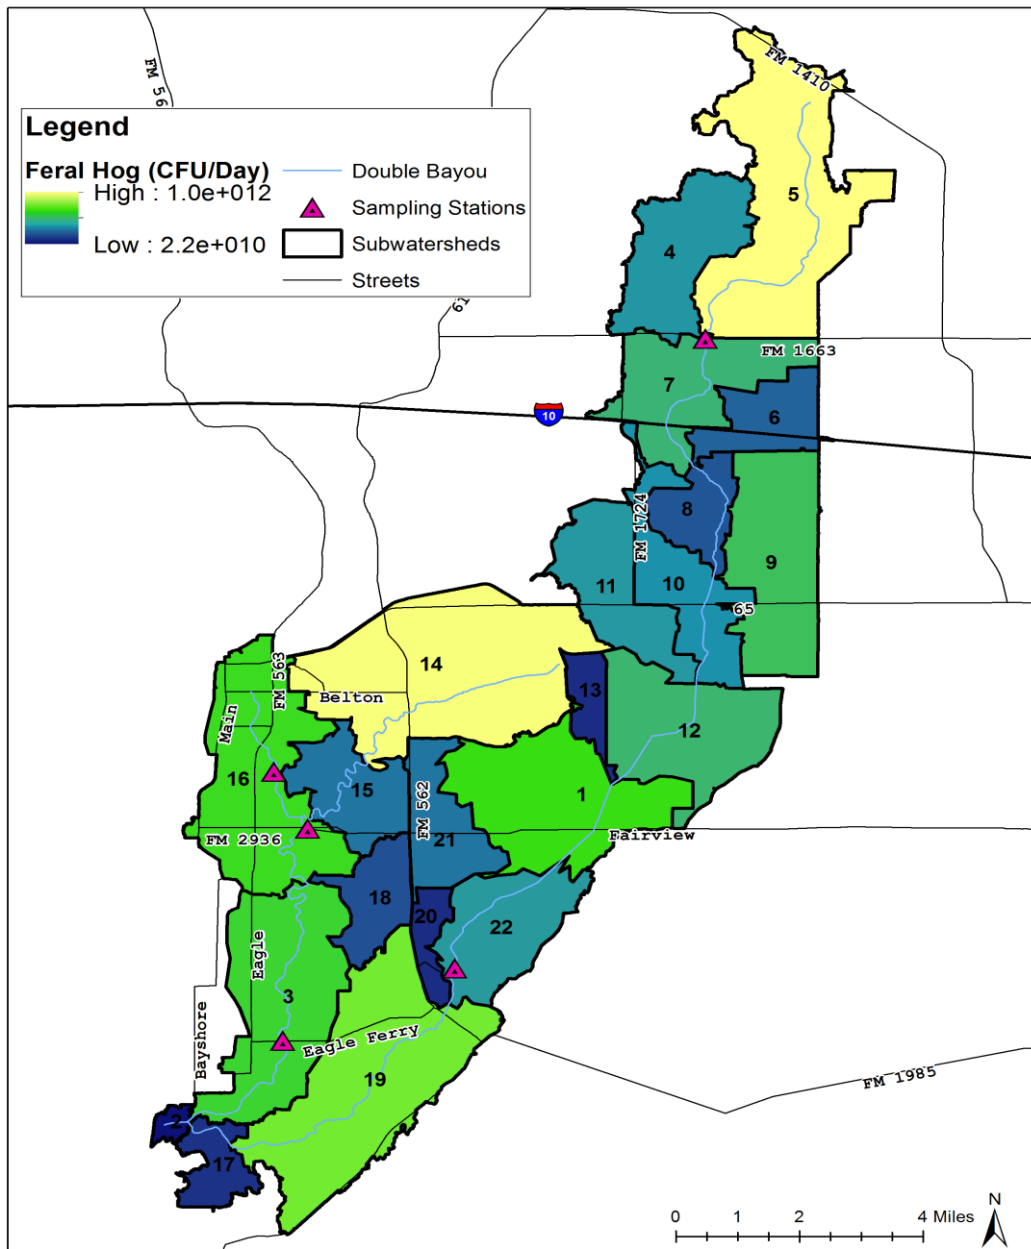 FM 56
FM 1410
Legend
Feral Hog (CFU/Day)
High : 1.0e+012
Low : 2.2e+010
Double Bayou
Sampling Stations
Subwatersheds
Streets
61
5
4
FM 1663
7
10
6
8
FM 1724
9
11
10
65
14
FM 563
Belton
13
Main
12
16
15
1
FM 562
FM 2936
21
Fairview
18
20
22
Eagle
3
Bayshore
Eagle Ferry
19
FM 1985
2
17
N
0 1 2 4 Miles